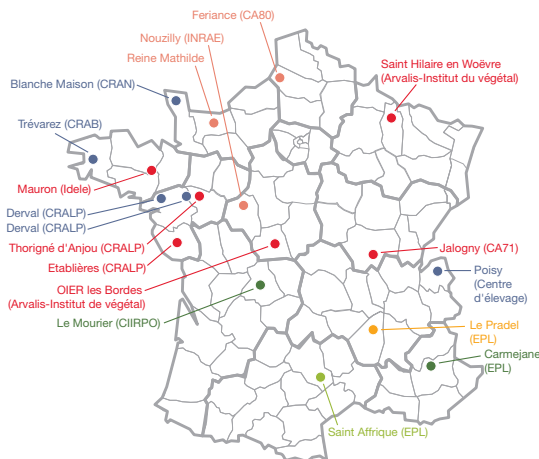 Feriance (CA80)
Nouzilly (INRAE)
Reine Mathilde
Saint Hilaire en Woëvre
(Arvalis-Institut du végétal)
Blanche Maison (CRAN)
Trévarez (CRAB)
Mauron (Idele)
Derval (CRALP)
Derval (CRALP)
Thorigné d'Anjou (CRALP)
Etablières (CRALP)
OIER les Bordes
(Arvalis-Institut de végétal)
Le Mourier (CIIRPO)
Jalogny (CA71)
Poisy
(Centre
d'élevage)
Le Pradel
(EPL)
Carmejane
(EPL)
Saint Affrique (EPL)